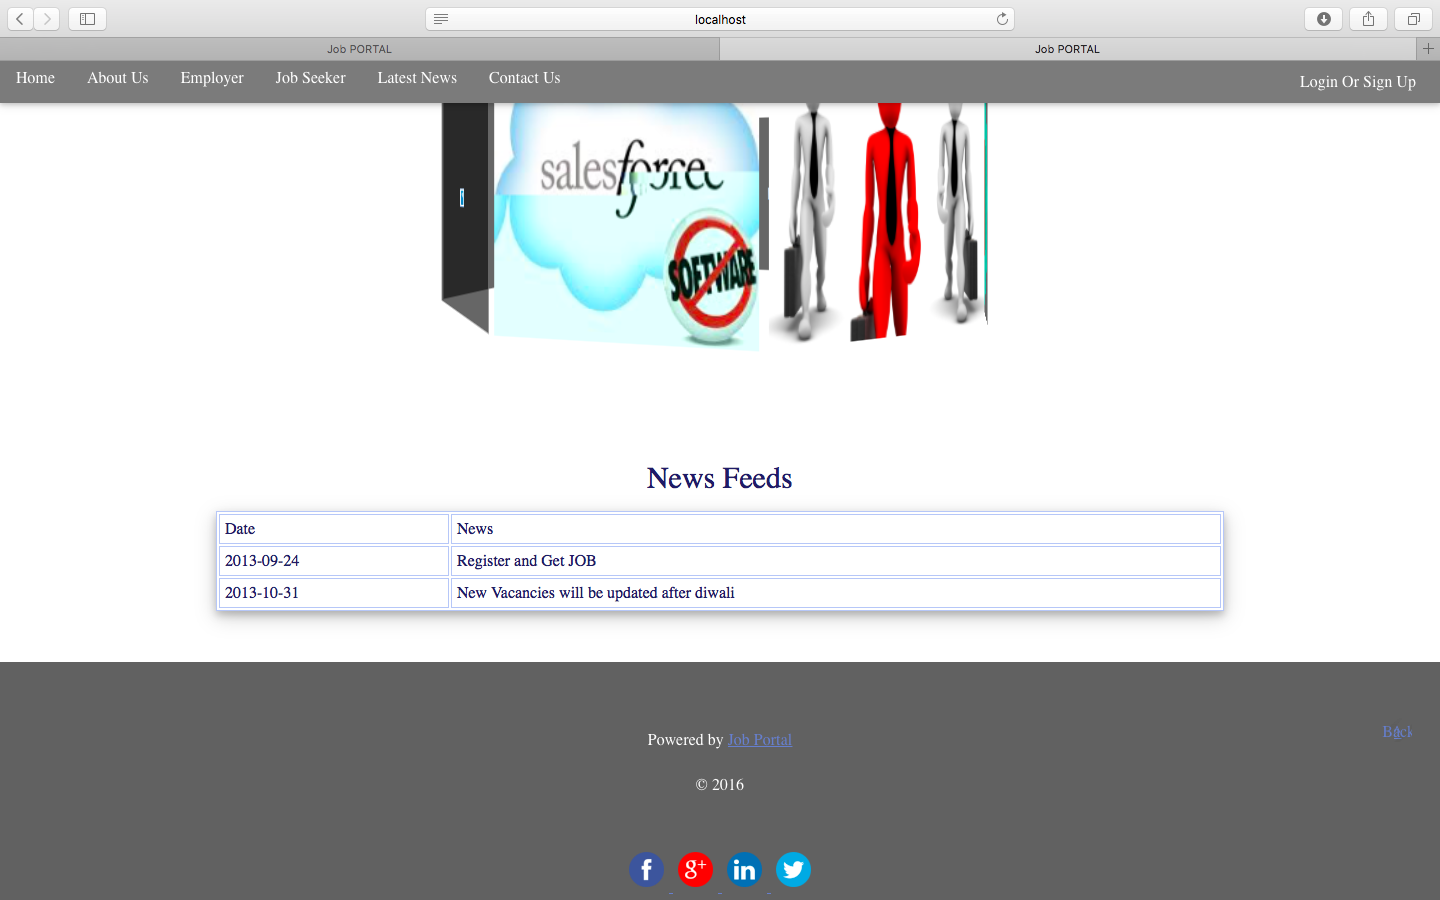 localhost
Job PORTAL
Job PORTAL
Home About Us Employer Job Seeker Latest News Contact Us Login Or Sign Up
salesforce
SOFTWARE
News Feeds
Date News
2013-09-24 Register and Get JOB
2013-10-31 New Vacancies will be updated after diwali
Powered by Job Portal
© 2016
f g+ in